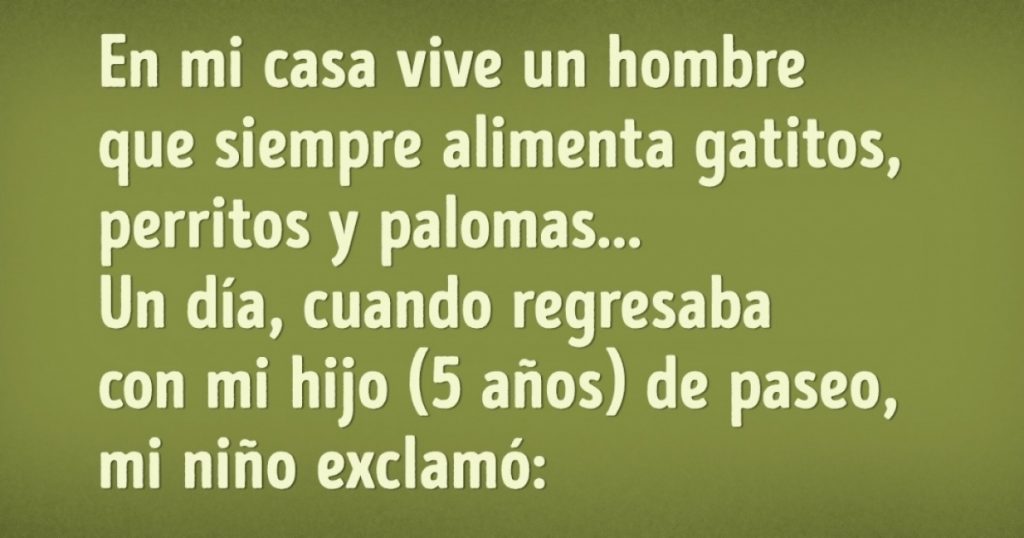 En mi casa vive un hombre
que siempre alimenta gatitos,
perritos y palomas...
Un día, cuando regresaba
con mi hijo (5 años) de paseo,
mi niño exclamó: